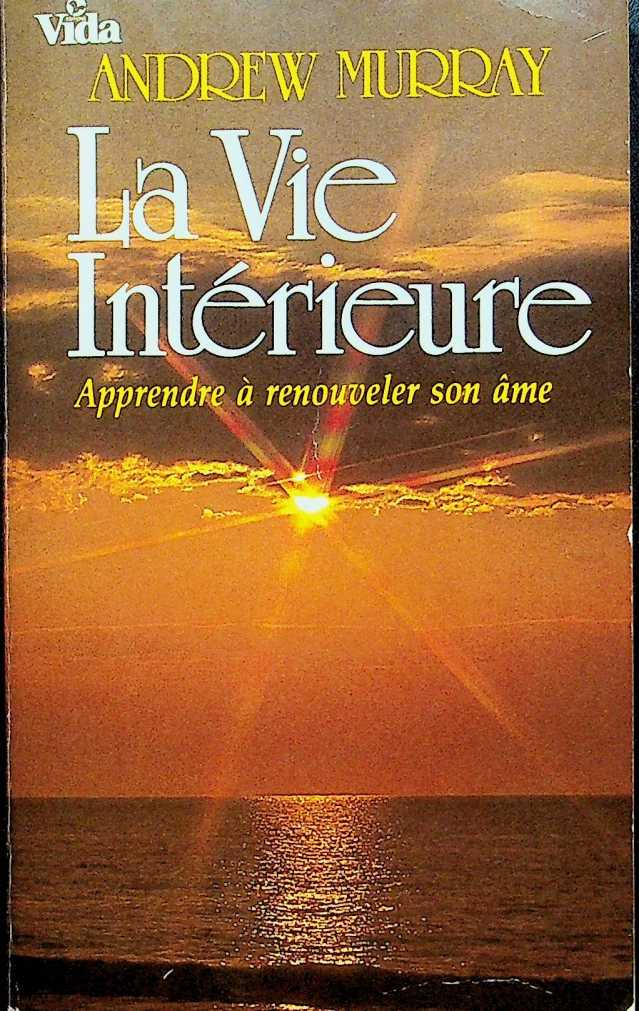 Vida
ANDREW MURRAY
La Vie
Intérieure
Apprendre à renouveler son âme